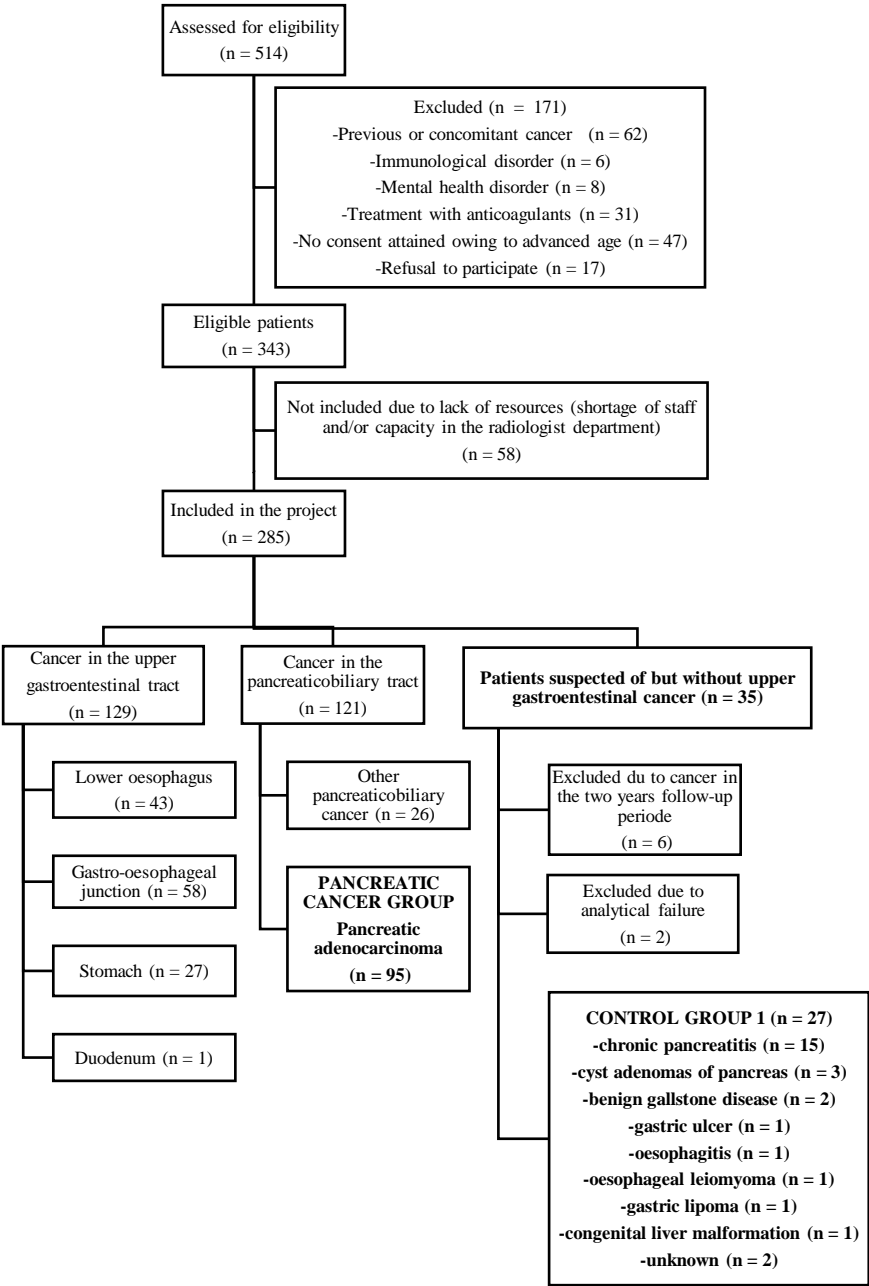 Assessed for eligibility
(n = 514)
Excluded (n = 171)
-Previous or concomitant cancer (n = 62)
-Immunological disorder (n = 6)
-Mental health disorder (n = 8)
-Treatment with anticoagulants (n = 31)
-No consent attained owing to advanced age (n = 47)
-Refusal to participate (n = 17)
Eligible patients
(n = 343)
Not included due to lack of resources (shortage of staff
and/or capacity in the radiologist department)
(n = 58)
Included in the project
(n = 285)
Cancer in the upper
gastroentestinal tract
(n = 129)
Lower oesophagus
(n = 43)
Gastro-oesophageal
junction (n = 58)
Stomach (n = 27)
Duodenum (n = 1)
Cancer in the
pancreaticobiliary tract
(n = 121)
Other
pancreaticobiliary
cancer (n = 26)
PANCREATIC
CANCER GROUP
Pancreatic
adenocarcinoma
(n = 95)
Patients suspected of but without upper
gastroentestinal cancer (n = 35)
Excluded du to cancer in
the two years follow-up
periode
(n = 6)
Excluded due to
analytical failure
(n = 2)
CONTROL GROUP 1 (n = 27)
-chronic pancreatitis (n = 15)
-cyst adenomas of pancreas (n = 3)
-benign gallstone disease (n = 2)
-gastric ulcer (n = 1)
-oesophagitis (n = 1)
-oesophageal leiomyoma (n = 1)
-gastric lipoma (n = 1)
-congenital liver malformation (n = 1)
-unknown (n = 2)